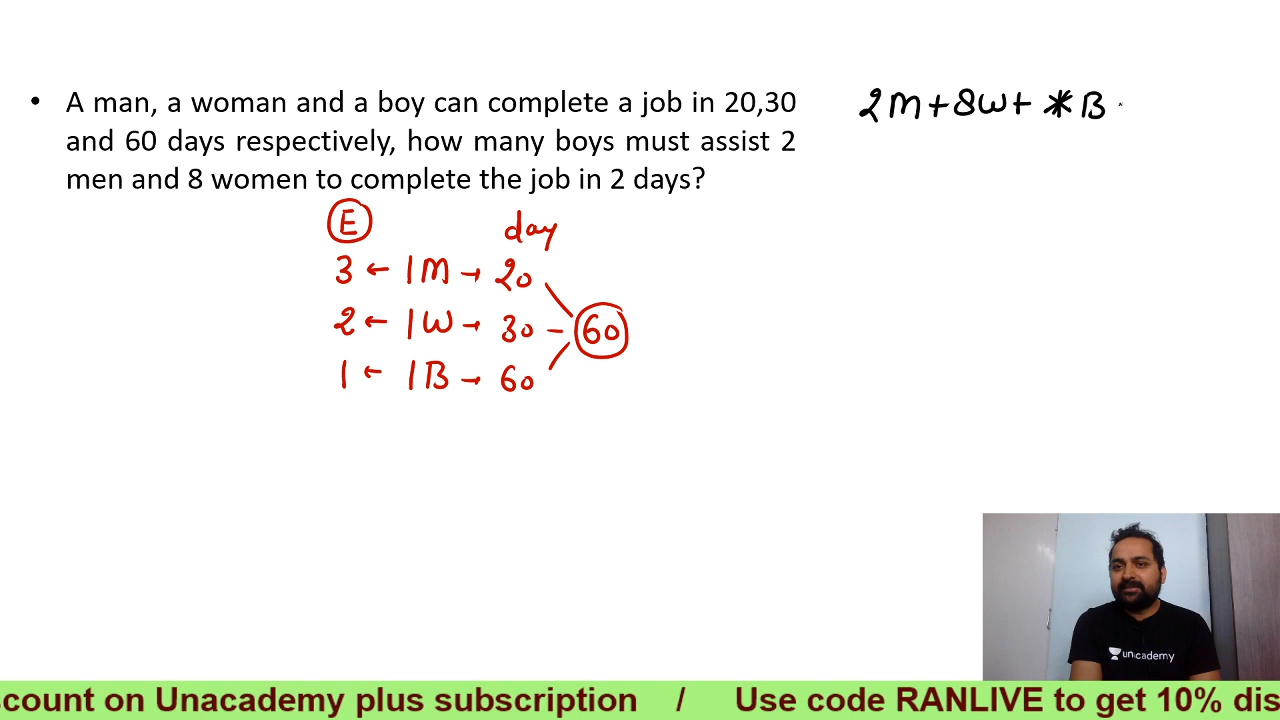 • A man, a woman and a boy can complete a job in 20,30
and 60 days respectively, how many boys must assist 2
men and 8 women to complete the job in 2 days?
2M+8W+ *B
E day
3 ← 1M → 20
2 ← 1W → 30 - 60
1 ← 1B → 60
unacademy
scount on Unacademy plus subscription / Use code RANLIVE to get 10% dis